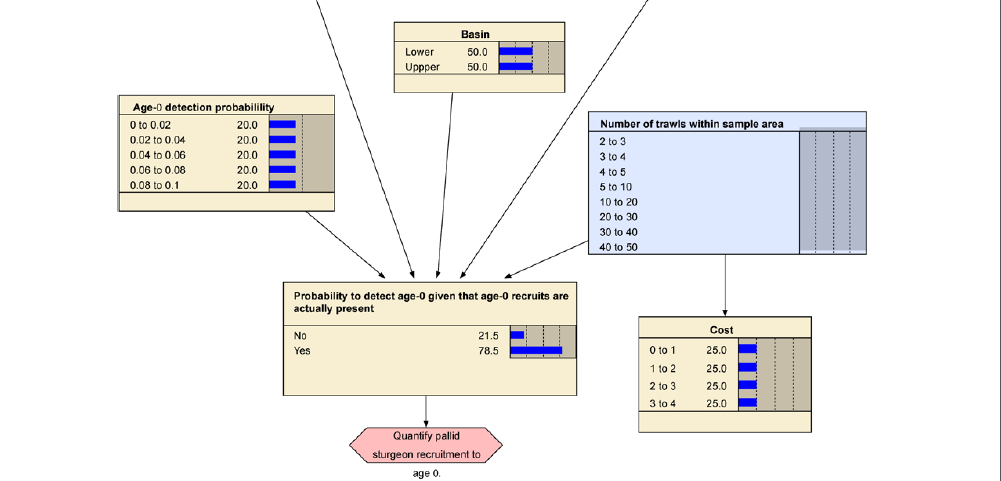 Basin
Lower 50.0
Uppper 50.0
Age-0 detection probabilility
0 to 0.02 20.0
0.02 to 0.04 20.0
0.04 to 0.06 20.0
0.06 to 0.08 20.0
0.08 to 0.1 20.0
Number of trawls within sample area
2 to 3
3 to 4
4 to 5
5 to 10
10 to 20
20 to 30
30 to 40
40 to 50
Probability to detect age-0 given that age-0 recruits are
actually present
No 21.5
Yes 78.5
Cost
0 to 1 25.0
1 to 2 25.0
2 to 3 25.0
3 to 4 25.0
Quantify pallid
sturgeon recruitment to
age 0.